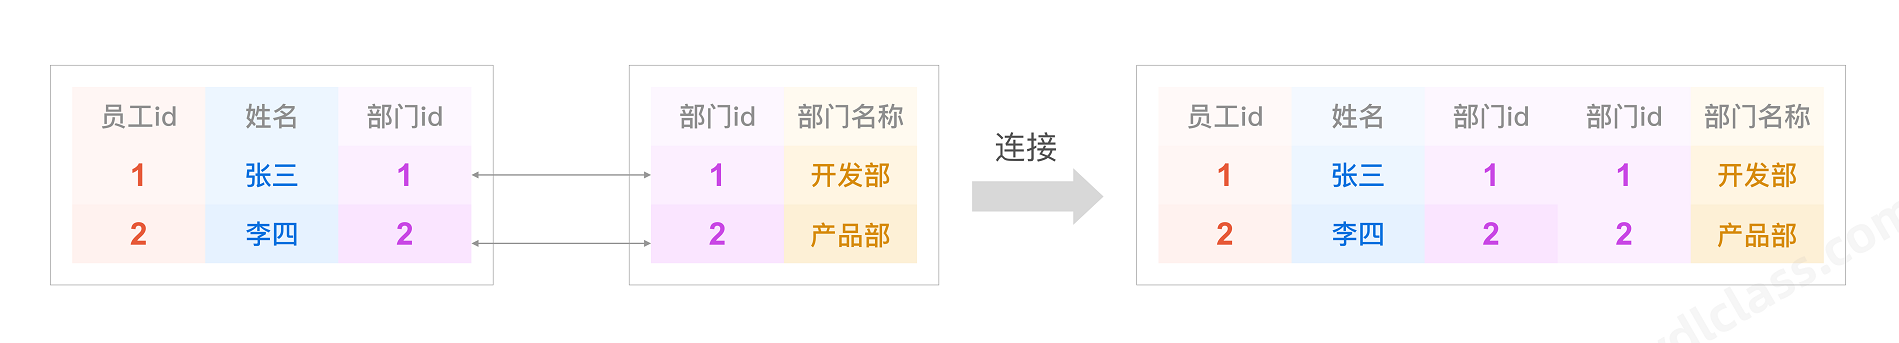 员工id 姓名 部门id
1 张三 1
2 李四 2
部门id 部门名称
1 开发部
2 产品部
连接
员工id 姓名 部门id 部门id 部门名称
1 张三 1 1 开发部
2 李四 2 2 产品部